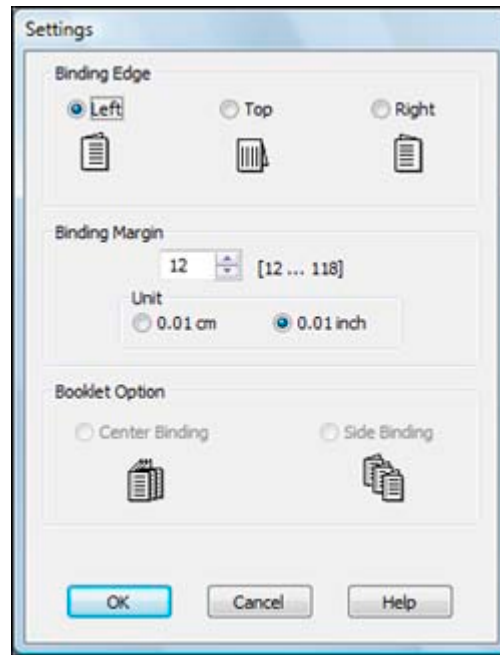 Settings
Binding Edge
Left Top Right
Binding Margin
12 [12 ... 118]
Unit
0.01 cm 0.01 inch
Booklet Option
Center Binding Side Binding
OK Cancel Help